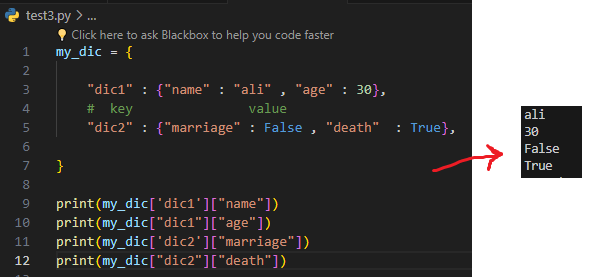 test3.py > ...
Click here to ask Blackbox to help you code faster
1 my_dic = {
2
3 "dic1" : {"name" : "ali" , "age" : 30},
4 #  key              value
5 "dic2" : {"marriage" : False , "death"  : True},
6
7 }
8
9 print(my_dic['dic1']["name"])
10 print(my_dic["dic1"]["age"])
11 print(my_dic['dic2']["marriage"])
12 print(my_dic["dic2"]["death"])
ali
30
False
True